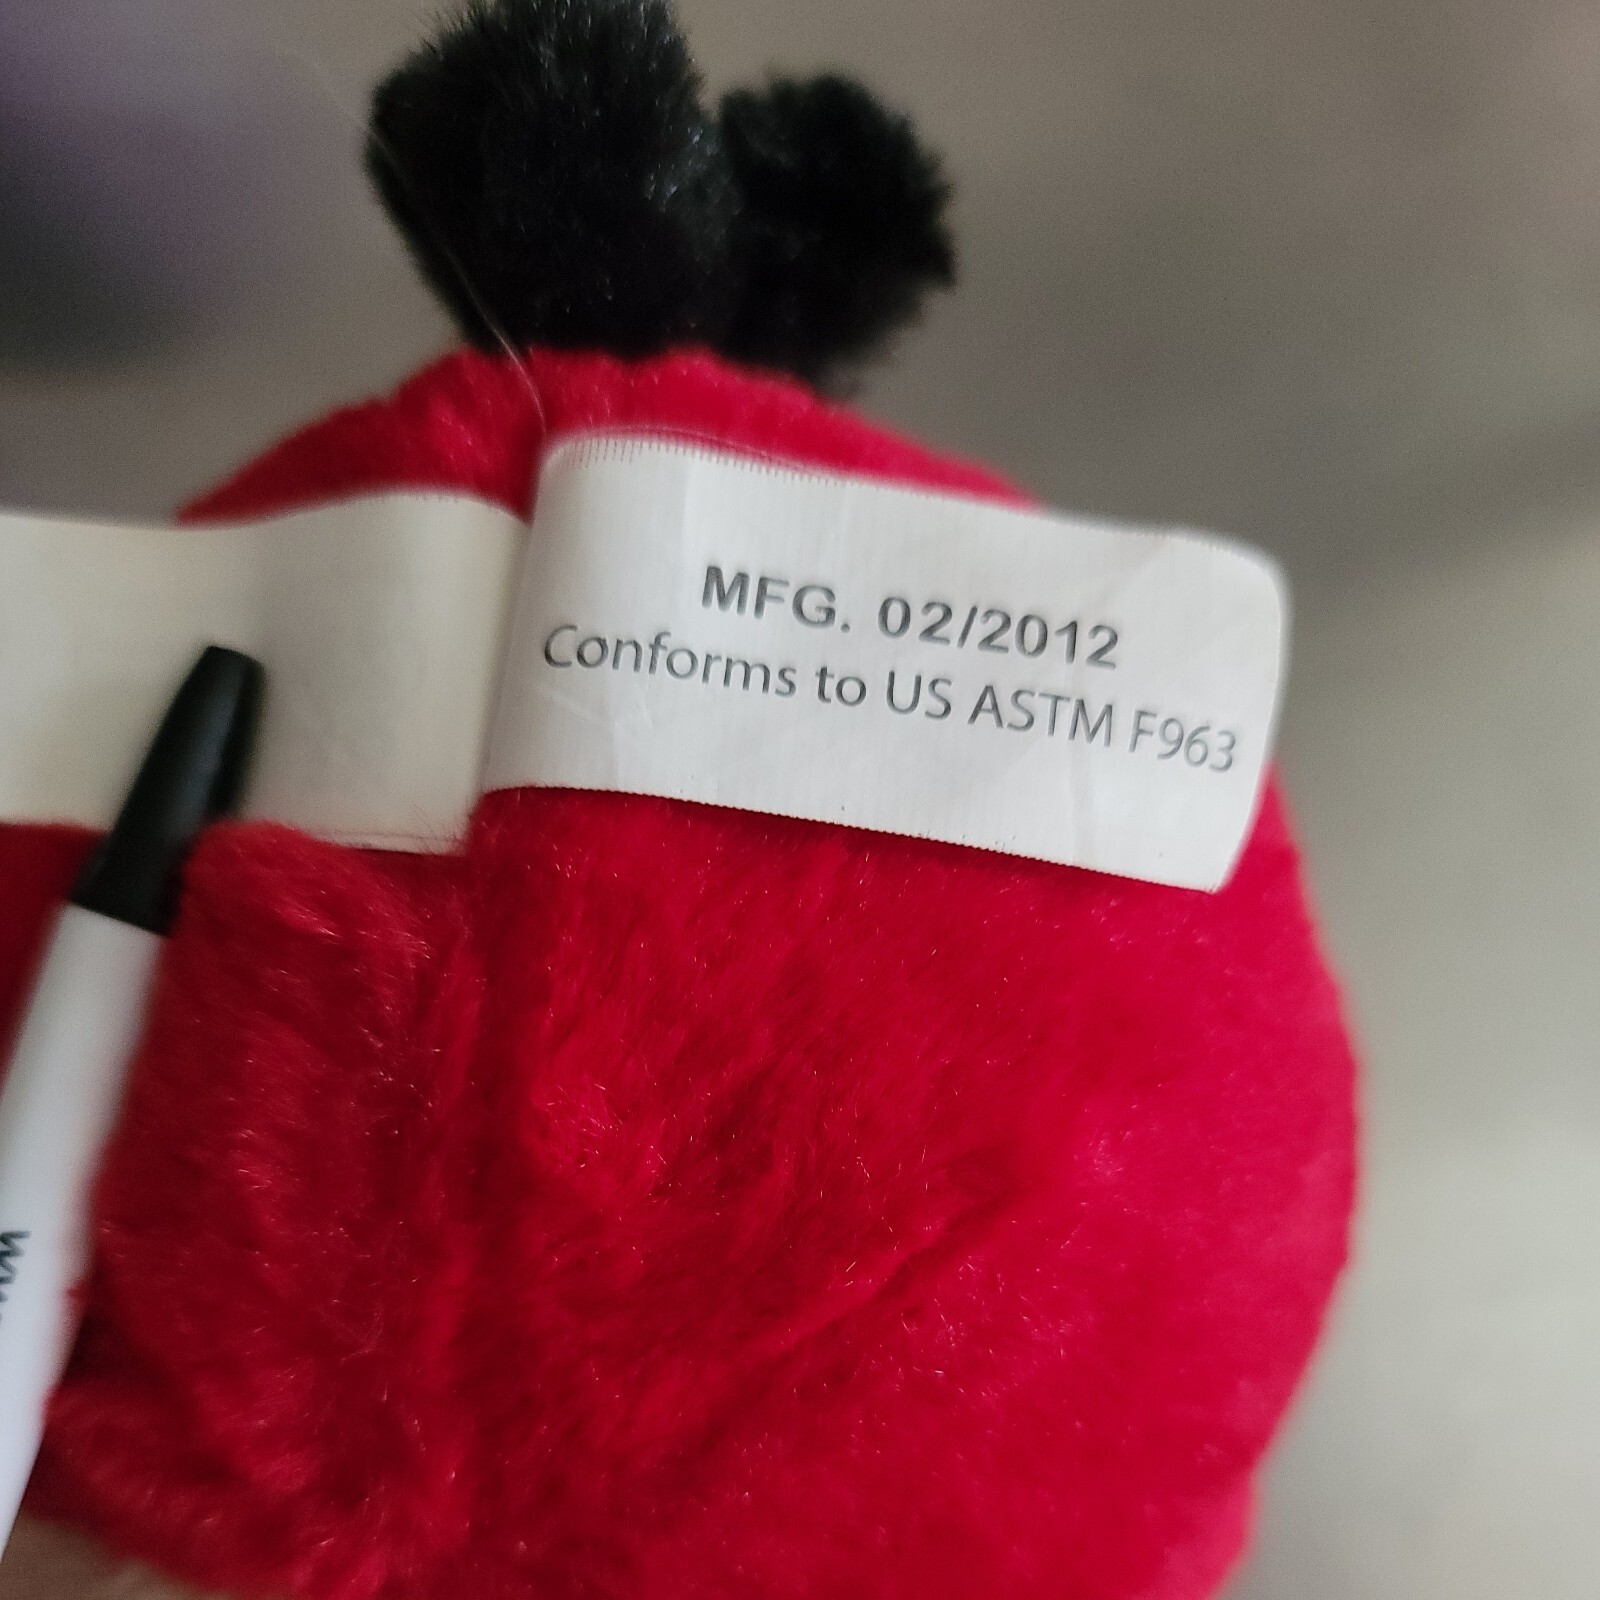 MFG. 02/2012
Conforms to US ASTM F963